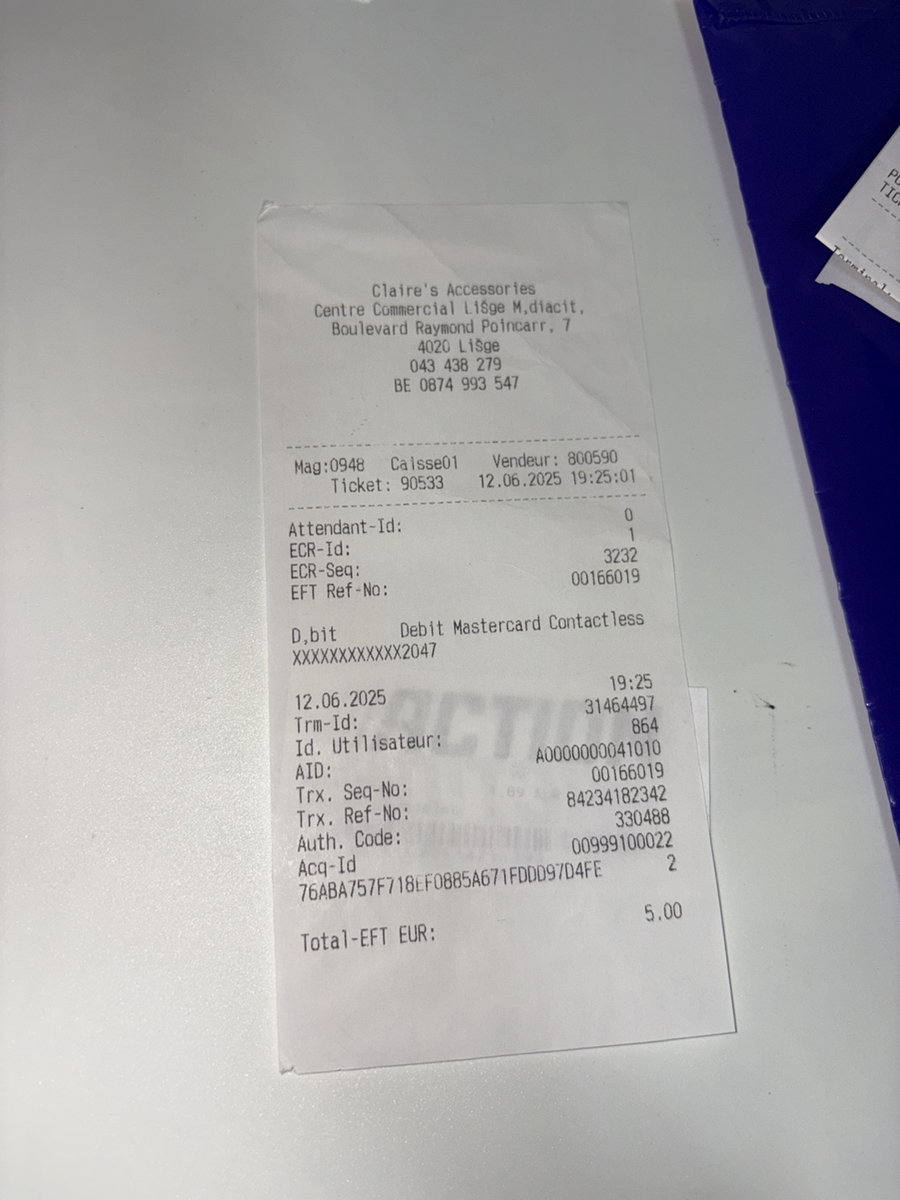 Claire's Accessories
Centre Commercial LiŠge M,diacit,
Boulevard Raymond Poincarr, 7
4020 LiŠge
043 438 279
BE 0874 993 547
Mag:0948 Caisse01 Vendeur: 800590
Ticket: 90533 12.06.2025 19:25:01
Attendant-Id: 0
ECR-Id: 1
ECR-Seq: 3232
EFT Ref-No: 00166019
D,bit Debit Mastercard Contactless
XXXXXXXXXXXX2047
12.06.2025 19:25
Trm-Id: 31464497
Id. Utilisateur: 864
AID: A0000000041010
Trx. Seq-No: 00166019
Trx. Ref-No: 84234182342
Auth. Code: 330488
Acq-Id 00999100022
76ABA757F718EF0885A671FDDD97D4FE 2
Total-EFT EUR: 5.00
ACTION